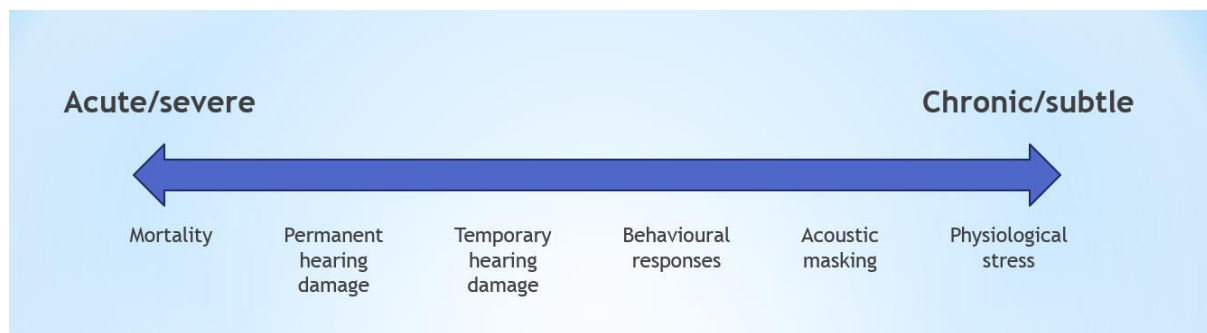 Acute/severe
Chronic/subtle
Mortality
Permanent
hearing
damage
Temporary
hearing
damage
Behavioural
responses
Acoustic
masking
Physiological
stress